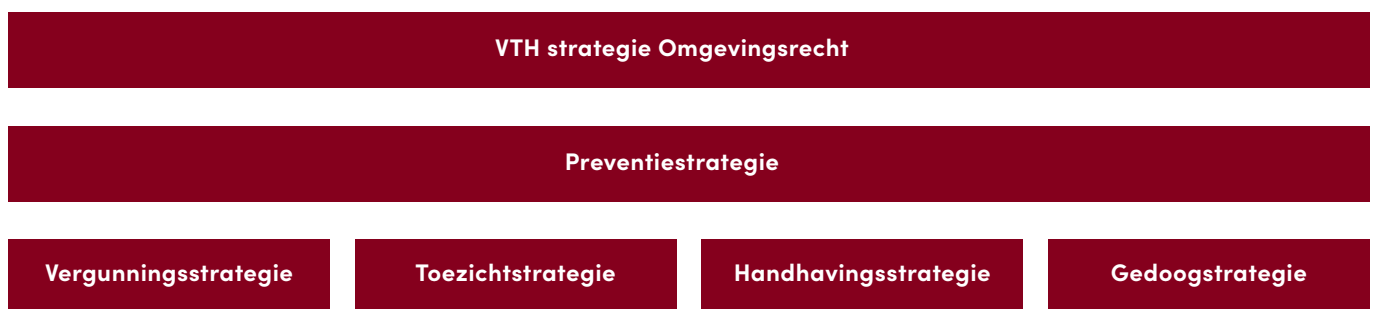 VTH strategie Omgevingsrecht
Preventiestrategie
Vergunningsstrategie
Toezichtstrategie
Handhavingsstrategie
Gedoogstrategie